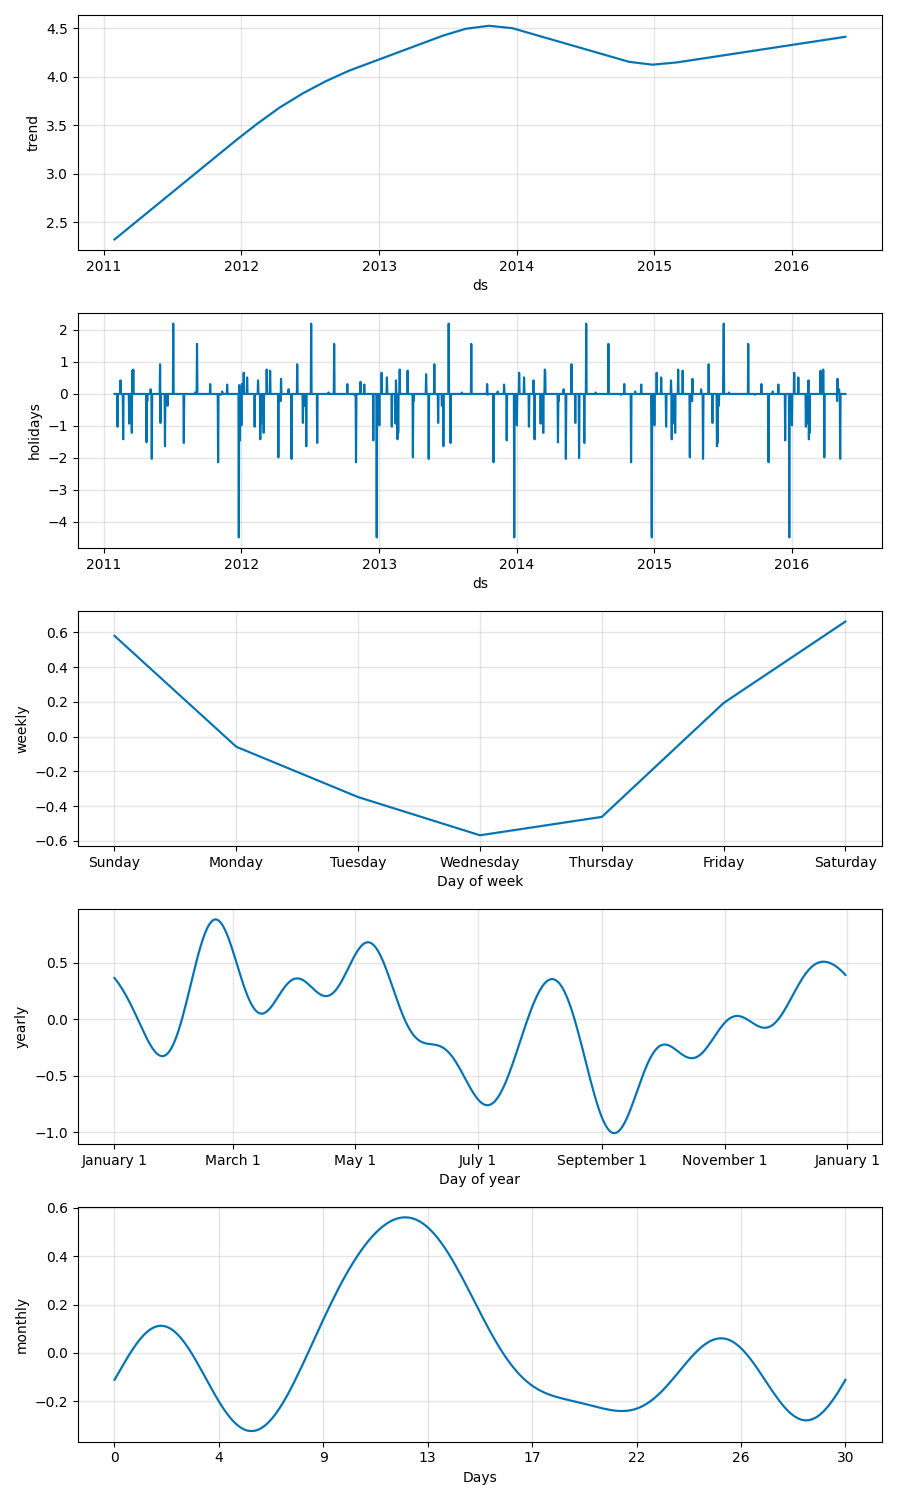 4.5
4.0
3.5
3.0
2.5
trend
2011 2012 2013 2014 2015 2016
ds
2
1
0
−1
−2
−3
−4
holidays
2011 2012 2013 2014 2015 2016
ds
0.6
0.4
0.2
0.0
−0.2
−0.4
−0.6
weekly
Sunday Monday Tuesday Wednesday Thursday Friday Saturday
Day of week
0.5
0.0
−0.5
−1.0
yearly
January 1 March 1 May 1 July 1 September 1 November 1 January 1
Day of year
0.6
0.4
0.2
0.0
−0.2
monthly
0 4 9 13 17 22 26 30
Days